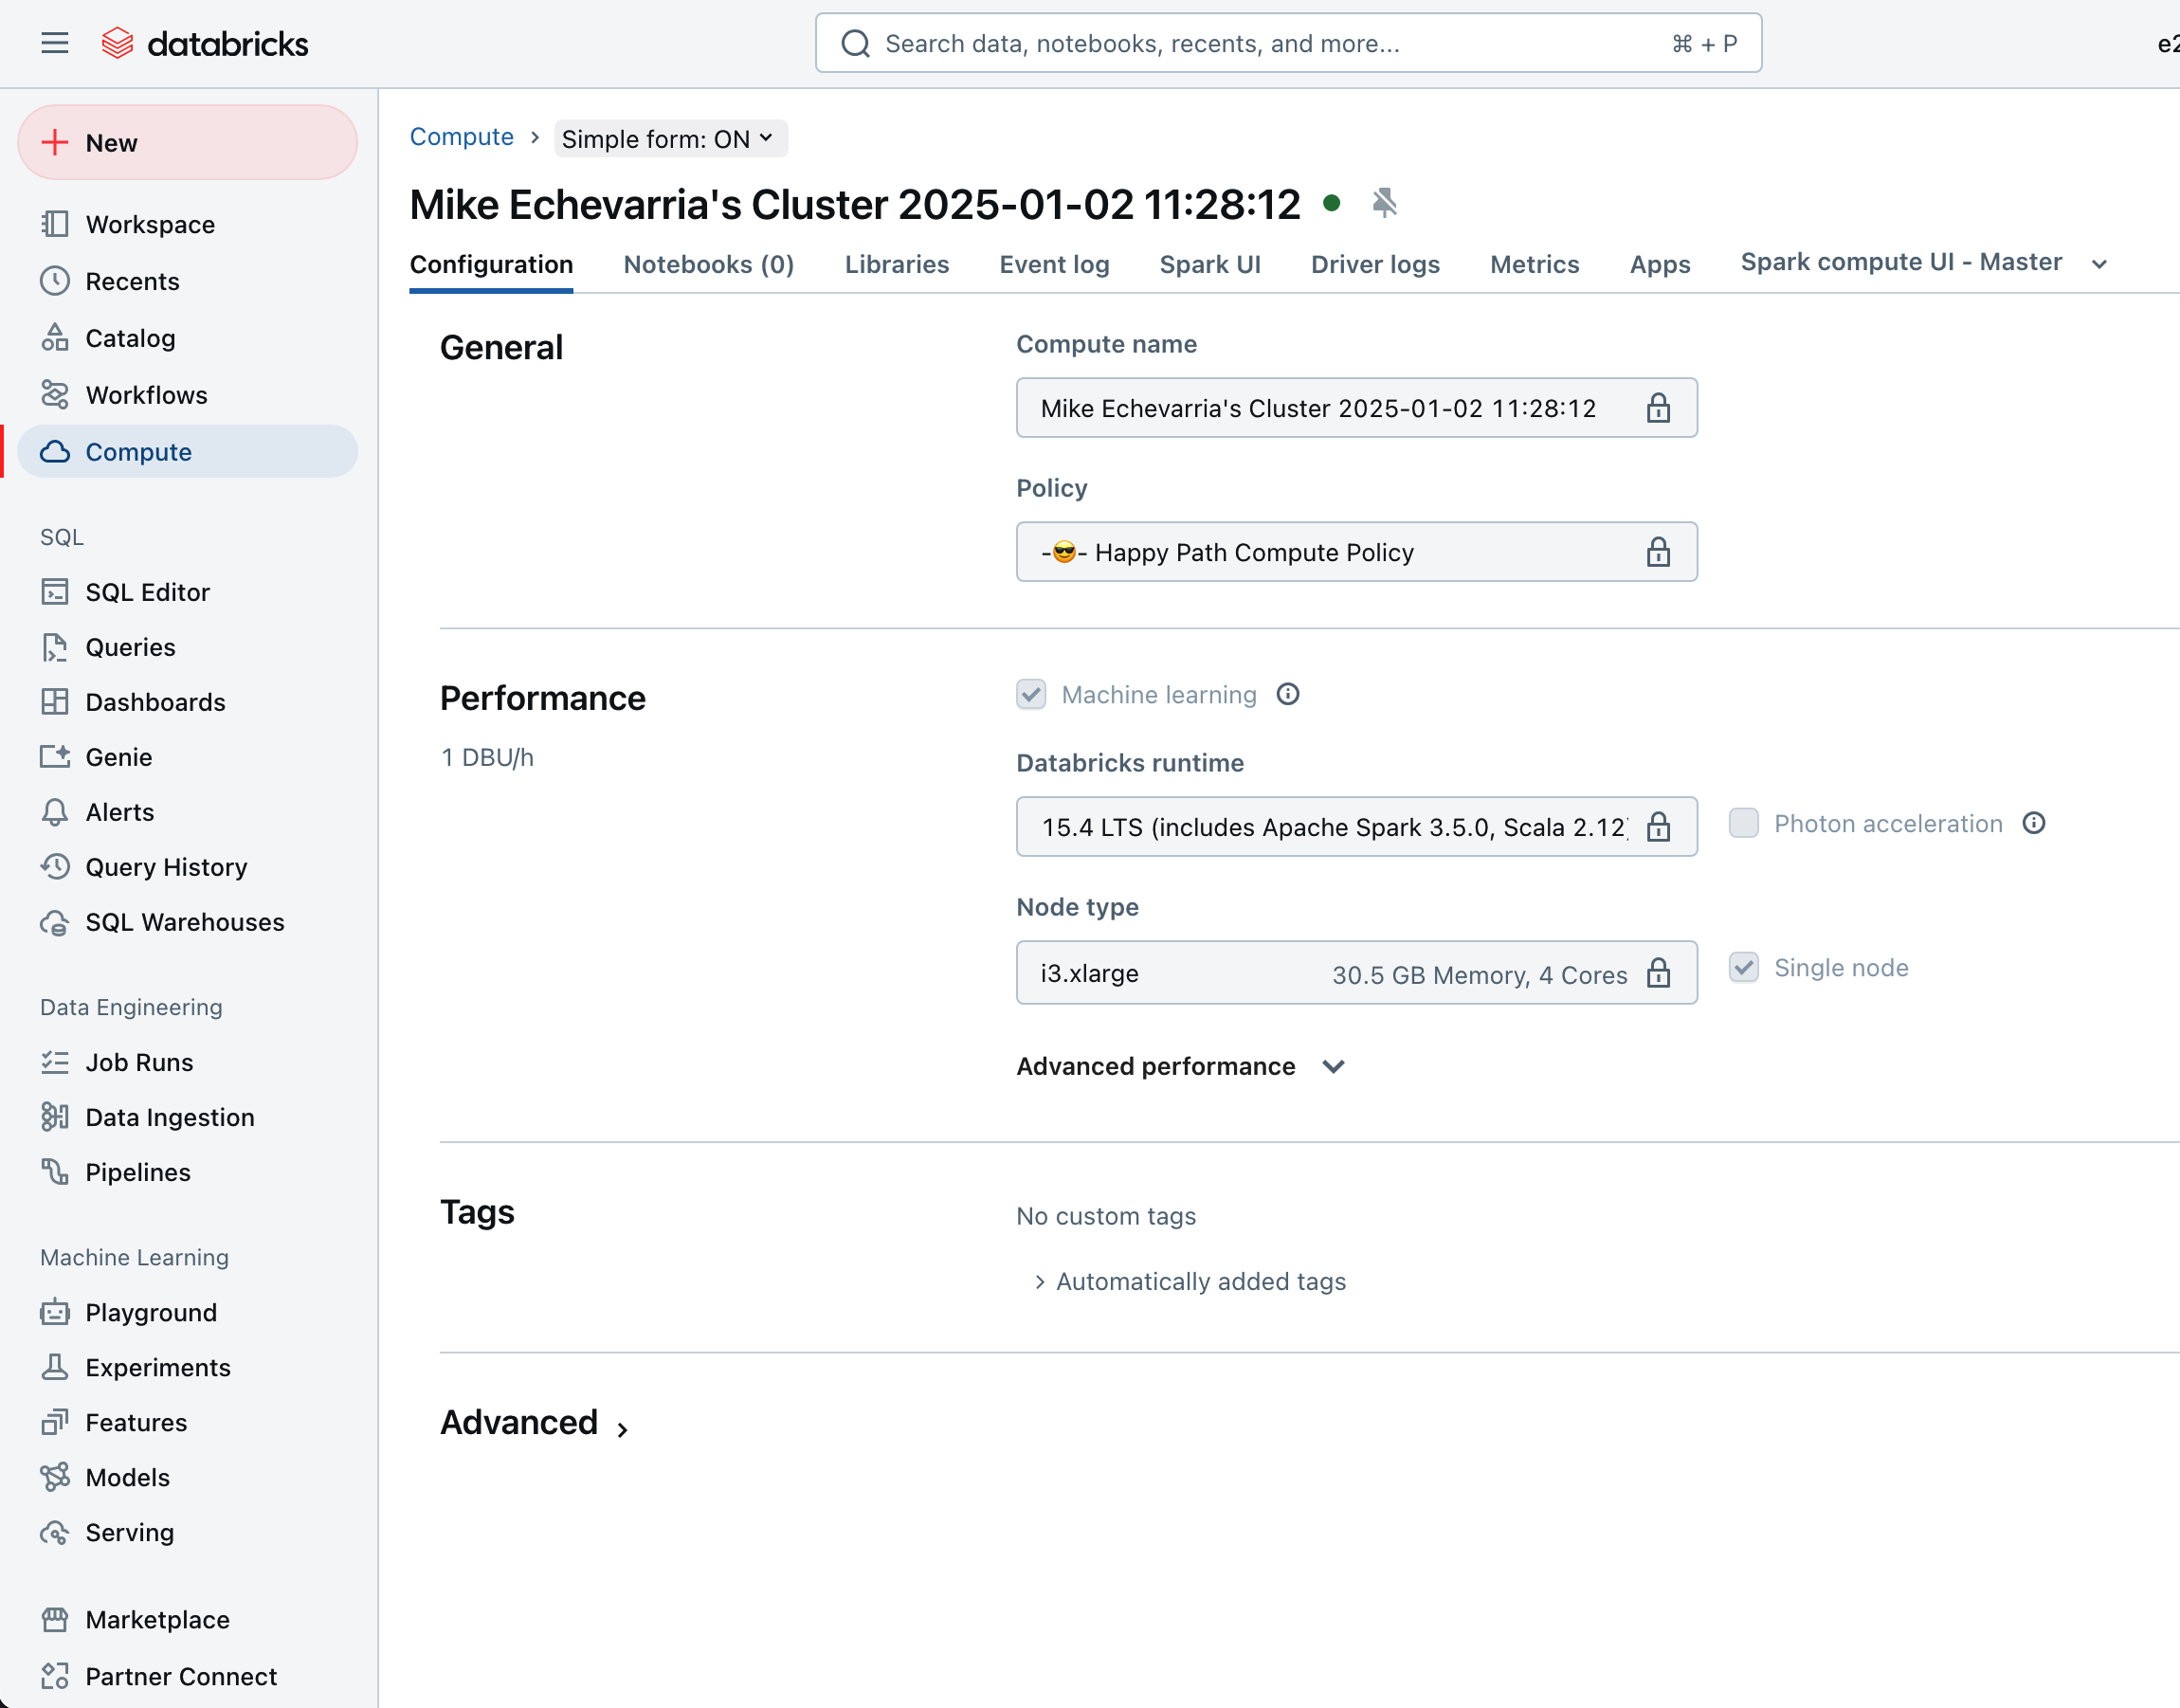 databricks
Search data, notebooks, recents, and more...
⌘ + P
New
Workspace
Recents
Catalog
Workflows
Compute
SQL
SQL Editor
Queries
Dashboards
Genie
Alerts
Query History
SQL Warehouses
Data Engineering
Job Runs
Data Ingestion
Pipelines
Machine Learning
Playground
Experiments
Features
Models
Serving
Marketplace
Partner Connect
Compute › Simple form: ON
Mike Echevarria's Cluster 2025-01-02 11:28:12
Configuration Notebooks (0) Libraries Event log Spark UI Driver logs Metrics Apps Spark compute UI - Master
General
Compute name
Mike Echevarria's Cluster 2025-01-02 11:28:12
Policy
-😎- Happy Path Compute Policy
Performance
1 DBU/h
Machine learning
Databricks runtime
15.4 LTS (includes Apache Spark 3.5.0, Scala 2.12)
Photon acceleration
Node type
i3.xlarge 30.5 GB Memory, 4 Cores
Single node
Advanced performance
Tags
No custom tags
Automatically added tags
Advanced